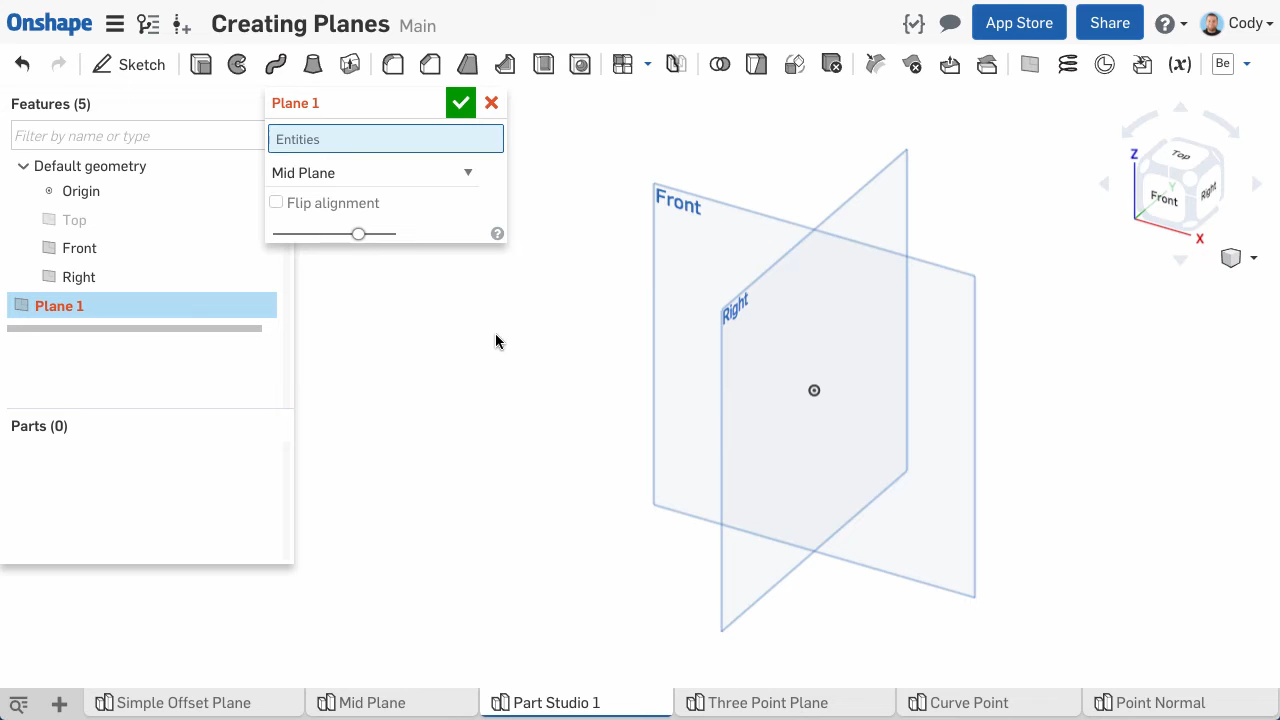 Onshape Creating Planes Main App Store Share Cody
Sketch (x) Be
Features (5)
Filter by name or type
Default geometry
Origin
Top
Front
Right
Plane 1
Parts (0)
Plane 1
Entities
Mid Plane
Flip alignment
?
Front
Right
Top
Front
Right
Z
Y
X
Simple Offset Plane Mid Plane Part Studio 1 Three Point Plane Curve Point Point Normal